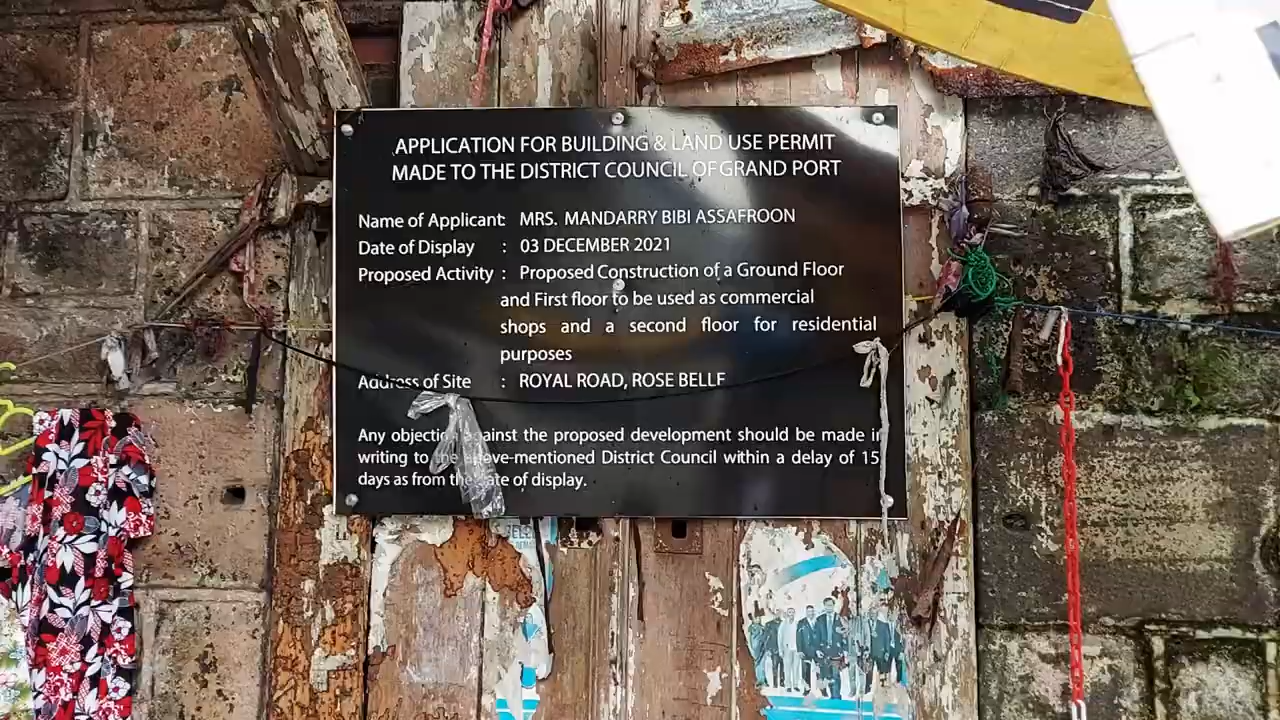 APPLICATION FOR BUILDING & LAND USE PERMIT
MADE TO THE DISTRICT COUNCIL OF GRAND PORT
Name of Applicant: MRS. MANDARRY BIBI ASSAFROON
Date of Display : 03 DECEMBER 2021
Proposed Activity : Proposed Construction of a Ground Floor
and First floor to be used as commercial
shops and a second floor for residential
purposes
Address of Site : ROYAL ROAD, ROSE BELLE
Any objection against the proposed development should be made in
writing to the above-mentioned District Council within a delay of 15
days as from the date of display.